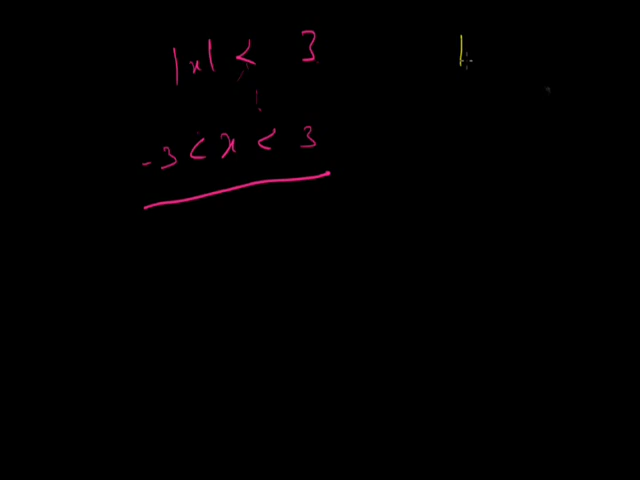 |x| < 3
-3 < x < 3